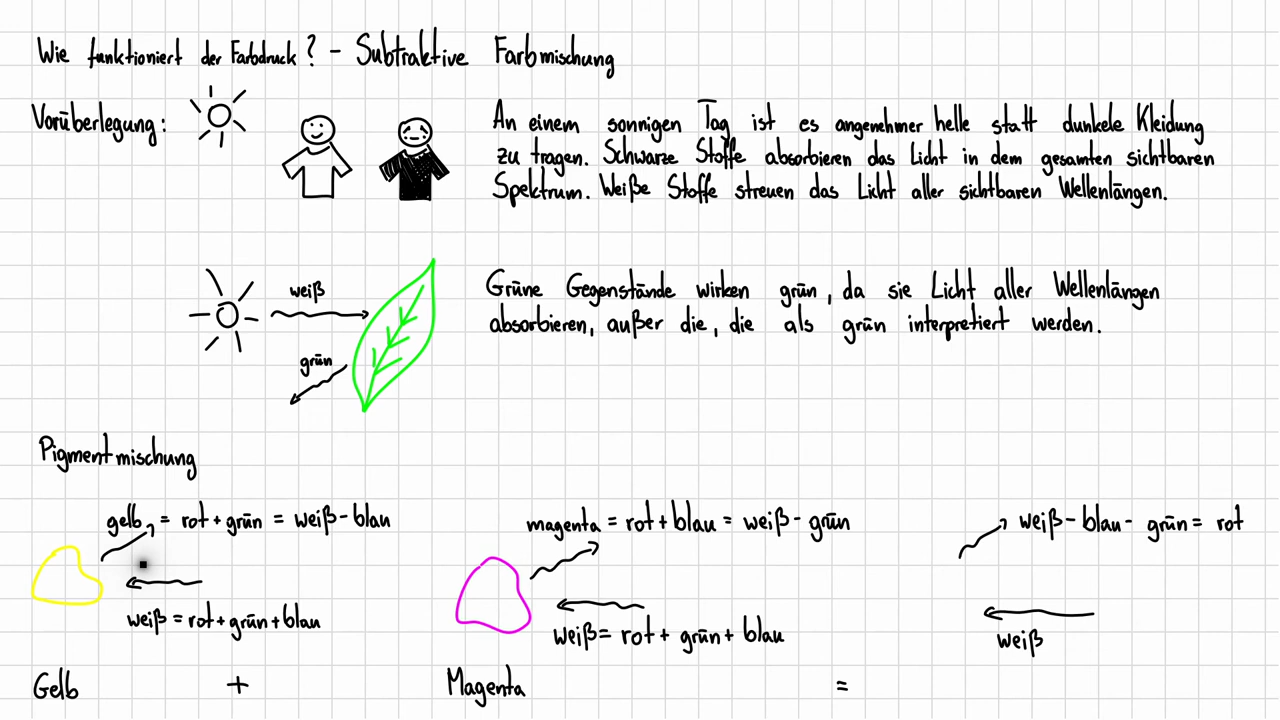 Wie funktioniert der Farbdruck? - Subtraktive Farbmischung
Vorüberlegung:
An einem sonnigen Tag ist es angenehmer helle statt dunkele Kleidung
zu tragen. Schwarze Stoffe absorbieren das Licht in dem gesamten sichtbaren
Spektrum. Weiße Stoffe streuen das Licht aller sichtbaren Wellenlängen.
weiß
grün
Grüne Gegenstände wirken grün, da sie Licht aller Wellenlängen
absorbieren, außer die, die als grün interpretiert werden.
Pigmentmischung
gelb = rot + grün = weiß - blau
weiß = rot + grün + blau
magenta = rot + blau = weiß - grün
weiß = rot + grün + blau
weiß - blau - grün = rot
weiß
Gelb + Magenta =